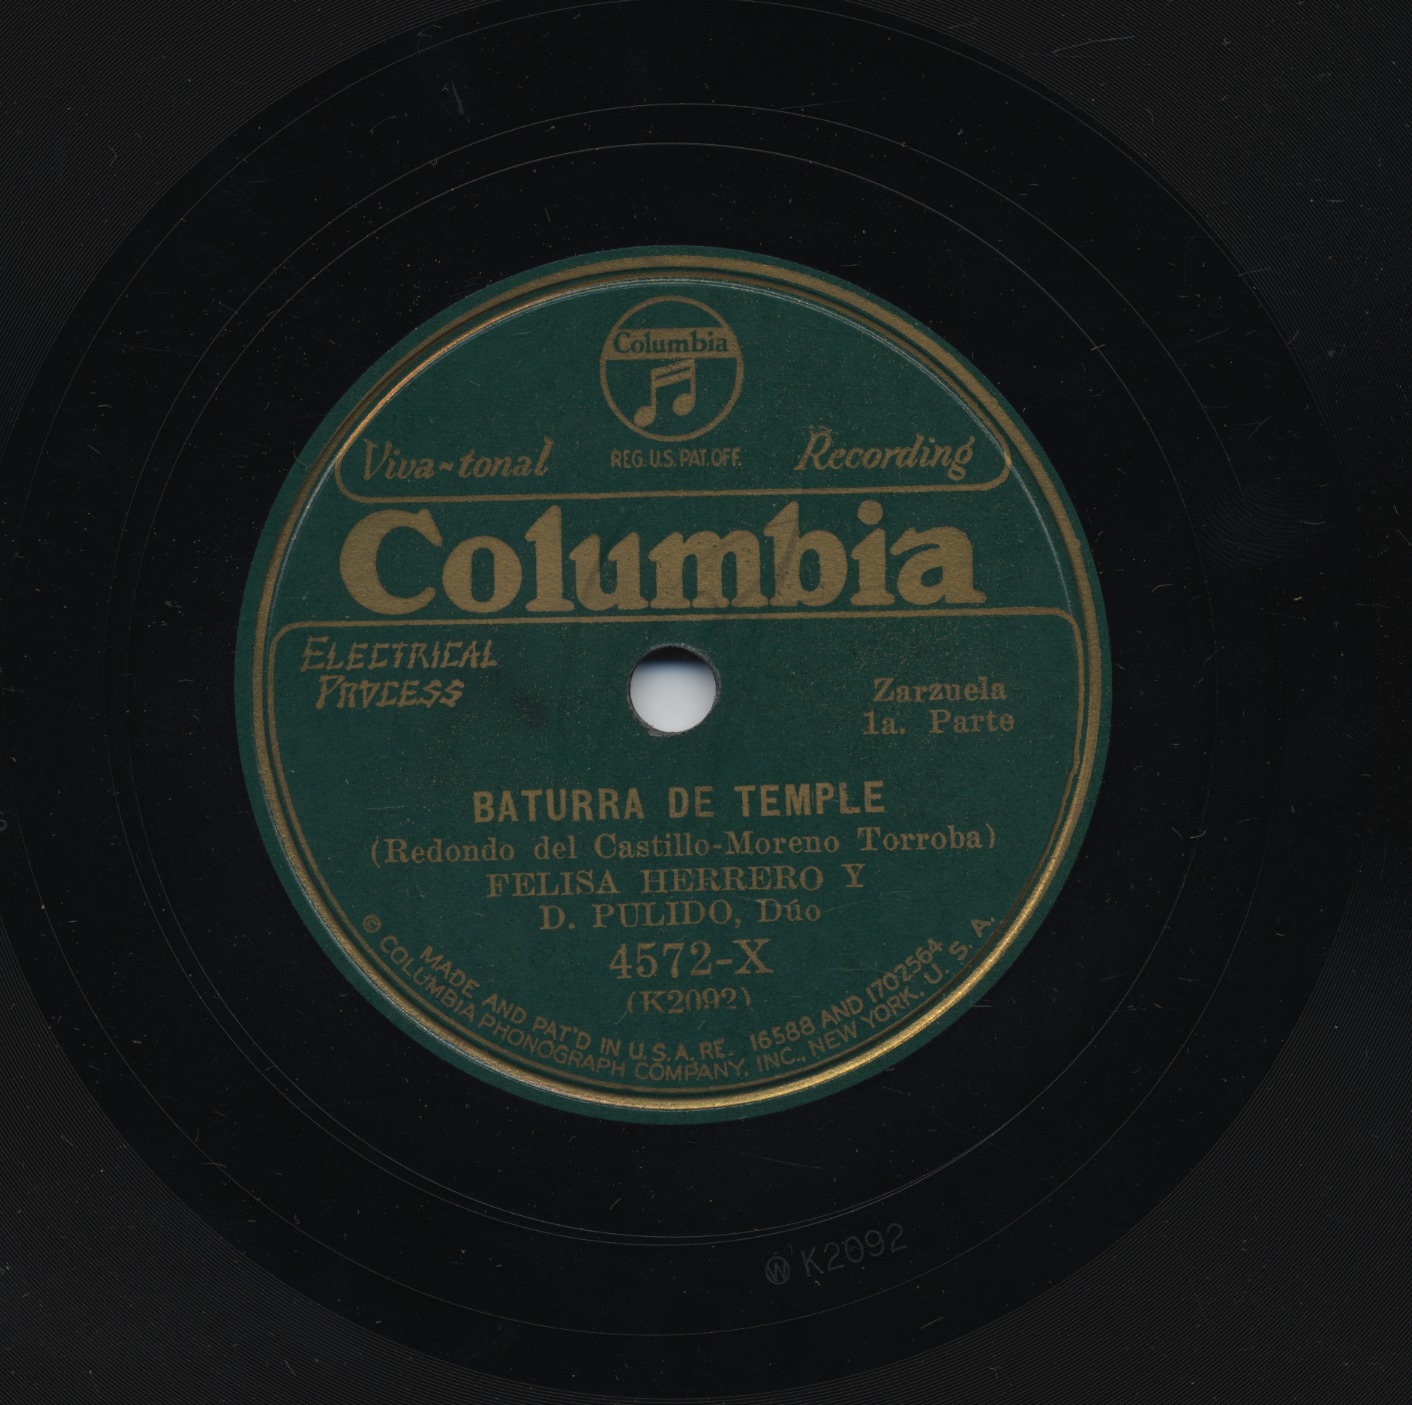 Columbia
REG. U.S. PAT. OFF.
Viva-tonal Recording
Columbia
ELECTRICAL
PROCESS
Zarzuela
1a. Parte
BATURRA DE TEMPLE
(Redondo del Castillo-Moreno Torroba)
FELISA HERRERO Y
D. PULIDO, Dúo
4572-X
(K2092)
MADE AND PAT'D IN U.S.A. RE. 16588 AND 1702564
© COLUMBIA PHONOGRAPH COMPANY, INC., NEW YORK, U. S. A.
Ⓦ K2092